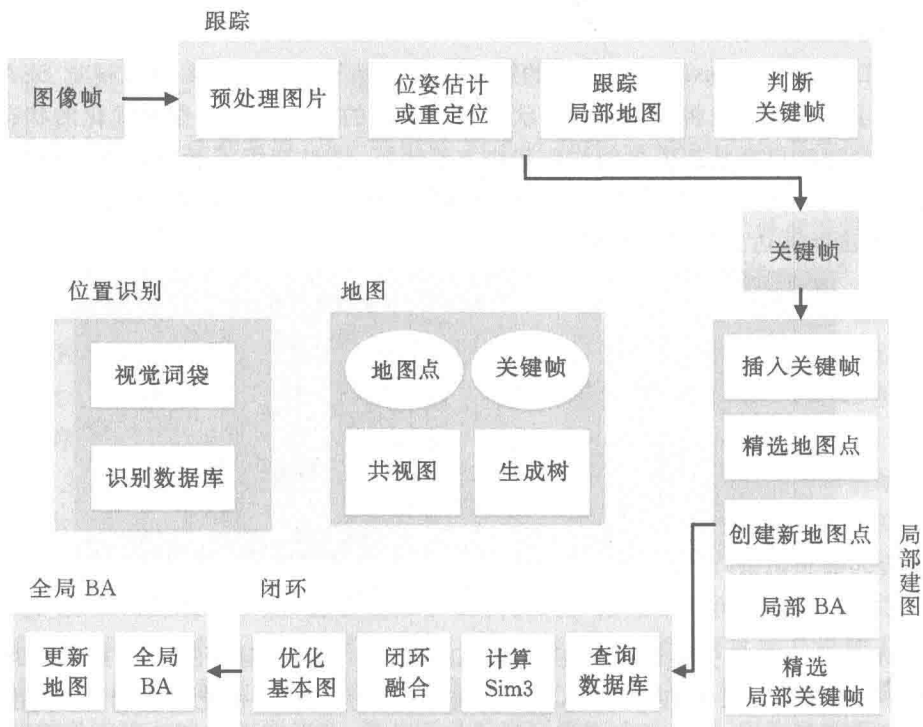 跟踪
图像帧
预处理图片
位姿估计
或重定位
跟踪
局部地图
判断
关键帧
关键帧
位置识别
视觉词袋
识别数据库
地图
地图点
关键帧
共视图
生成树
插入关键帧
精选地图点
创建新地图点
局部 BA
精选
局部关键帧
局部建图
全局 BA
更新
地图
全局
BA
闭环
优化
基本图
闭环
融合
计算
Sim3
查询
数据库